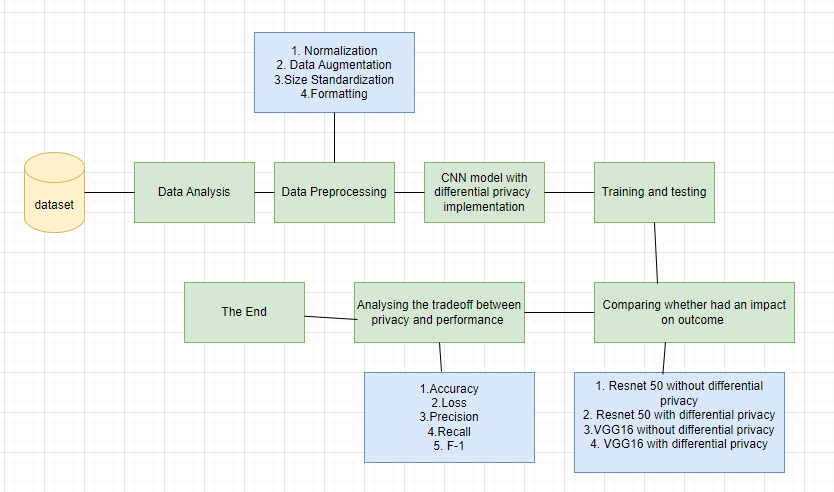 1. Normalization
2. Data Augmentation
3.Size Standardization
4.Formatting
dataset
Data Analysis
Data Preprocessing
CNN model with
differential privacy
implementation
Training and testing
The End
Analysing the tradeoff between
privacy and performance
Comparing whether had an impact
on outcome
1.Accuracy
2.Loss
3.Precision
4.Recall
5. F-1
1. Resnet 50 without differential
privacy
2. Resnet 50 with differential privacy
3.VGG16 without differential privacy
4. VGG16 with differential privacy